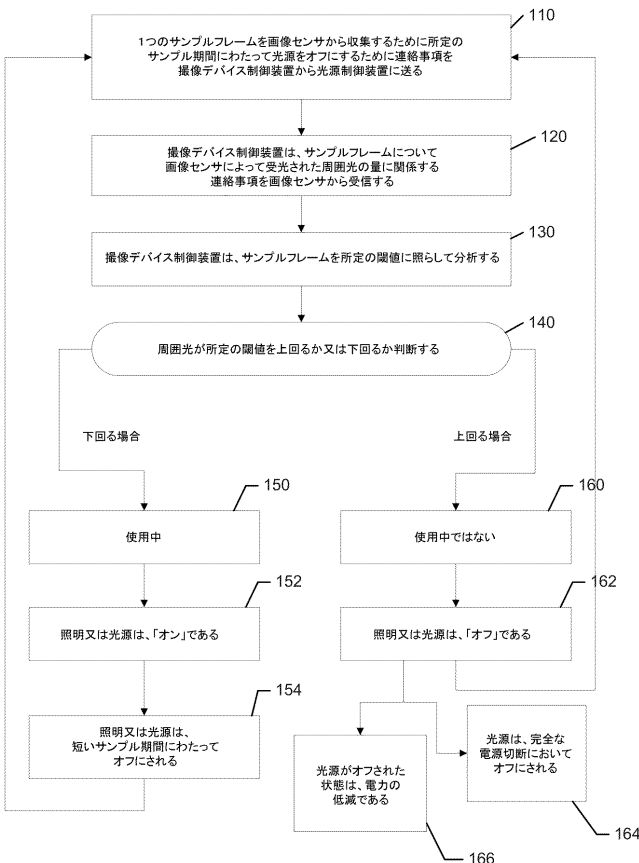 110
1つのサンプルフレームを画像センサから収集するために所定の
サンプル期間にわたって光源をオフにするために連絡事項を
撮像デバイス制御装置から光源制御装置に送る
120
撮像デバイス制御装置は、サンプルフレームについて
画像センサによって受光された周囲光の量に関係する
連絡事項を画像センサから受信する
130
撮像デバイス制御装置は、サンプルフレームを所定の閾値に照らして分析する
140
周囲光が所定の閾値を上回るか又は下回るか判断する
下回る場合
上回る場合
150
使用中
160
使用中ではない
152
照明又は光源は、「オン」である
162
照明又は光源は、「オフ」である
154
照明又は光源は、
短いサンプル期間にわたって
オフにされる
光源がオフされた
状態は、電力の
低減である
166
光源は、完全な
電源切断において
オフにされる
164